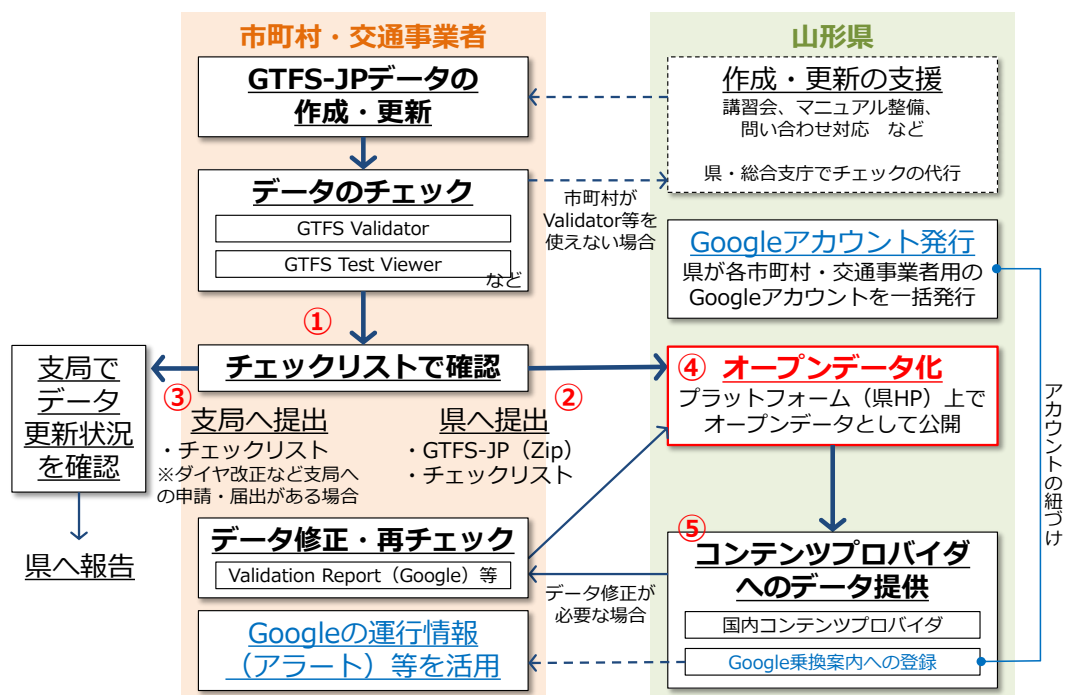 市町村・交通事業者
GTFS-JPデータの
作成・更新
データのチェック
GTFS Validator
GTFS Test Viewer
など
①
チェックリストで確認
③
支局へ提出
・チェックリスト
※ダイヤ改正など支局へ
の申請・届出がある場合
②
県へ提出
・GTFS-JP（Zip）
・チェックリスト
支局で
データ
更新状況
を確認
県へ報告
データ修正・再チェック
Validation Report（Google）等
Googleの運行情報
（アラート）等を活用
市町村が
Validator等を
使えない場合
データ修正が
必要な場合
山形県
作成・更新の支援
講習会、マニュアル整備、
問い合わせ対応　など
県・総合支庁でチェックの代行
Googleアカウント発行
県が各市町村・交通事業者用の
Googleアカウントを一括発行
④ オープンデータ化
プラットフォーム（県HP）上で
オープンデータとして公開
⑤
コンテンツプロバイダ
へのデータ提供
国内コンテンツプロバイダ
Google乗換案内への登録
アカウントの紐づけ